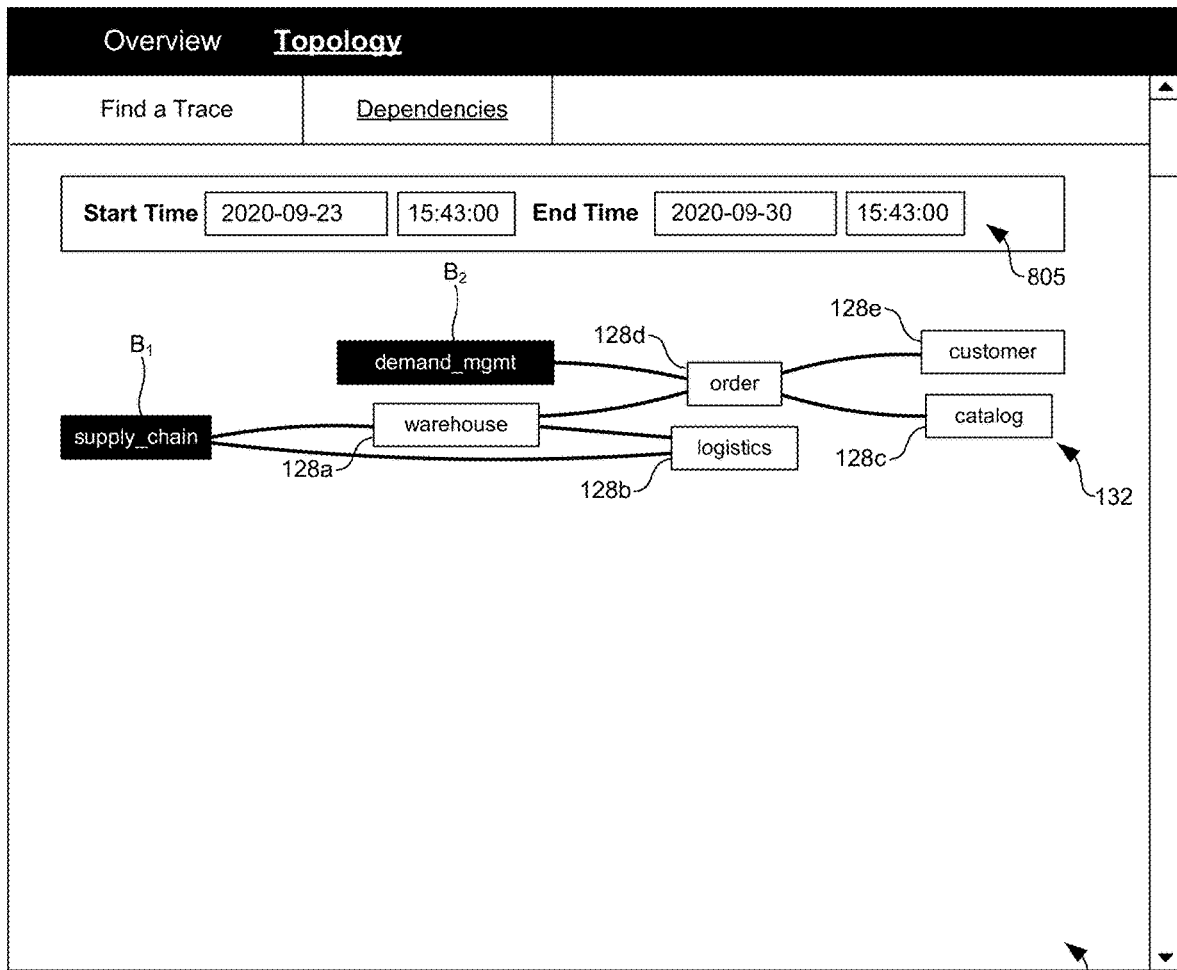 Overview Topology
Find a Trace Dependencies
Start Time 2020-09-23 15:43:00 End Time 2020-09-30 15:43:00
805
B₂
128e
128d
B₁
customer
demand_mgmt
order
catalog
warehouse
supply_chain
logistics
128c
128a
128b
132